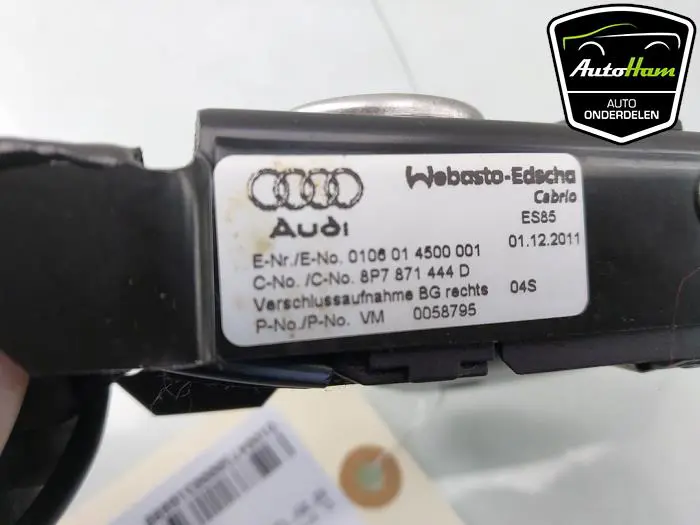 AutoHam
AUTO
ONDERDELEN
Webasto-Edscha
Cabrio
Audi
ES85
E-Nr./E-No. 0106 01 4500 001
01.12.2011
C-No. /C-No. 8P7 871 444 D
Verschlussaufnahme BG rechts 04S
P-No./P-No. VM 0058795